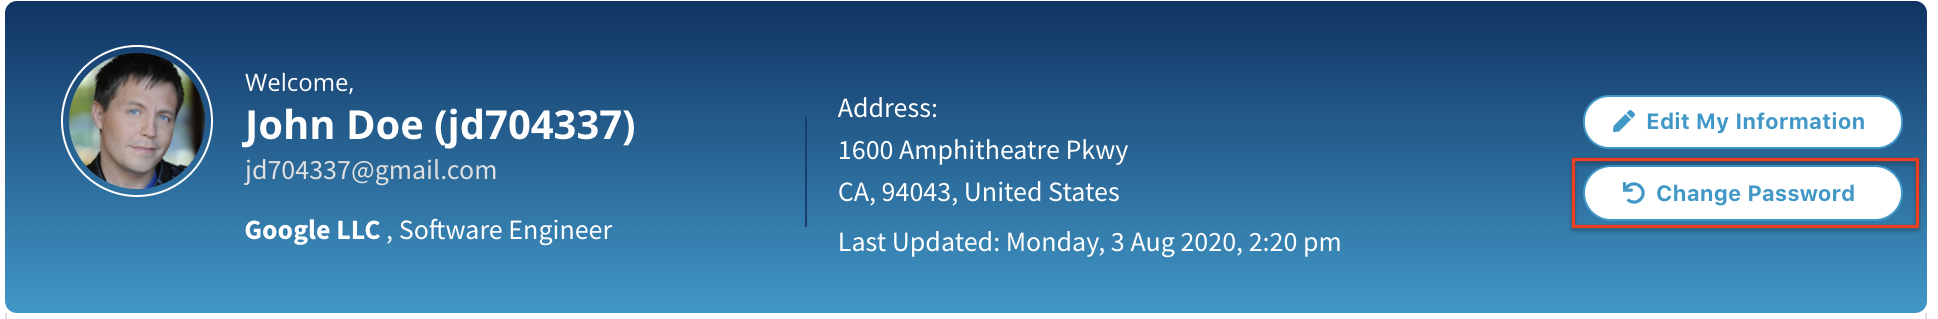 Welcome,
John Doe (jd704337)
jd704337@gmail.com
Google LLC , Software Engineer
Address:
1600 Amphitheatre Pkwy
CA, 94043, United States
Last Updated: Monday, 3 Aug 2020, 2:20 pm
Edit My Information
Change Password